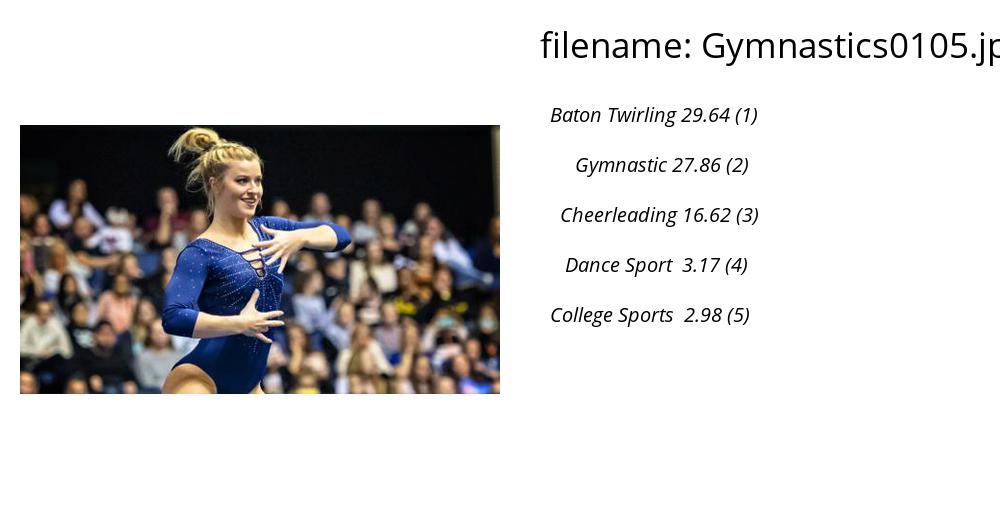 filename: Gymnastics0105.jp
Baton Twirling 29.64 (1)
Gymnastic 27.86 (2)
Cheerleading 16.62 (3)
Dance Sport 3.17 (4)
College Sports 2.98 (5)